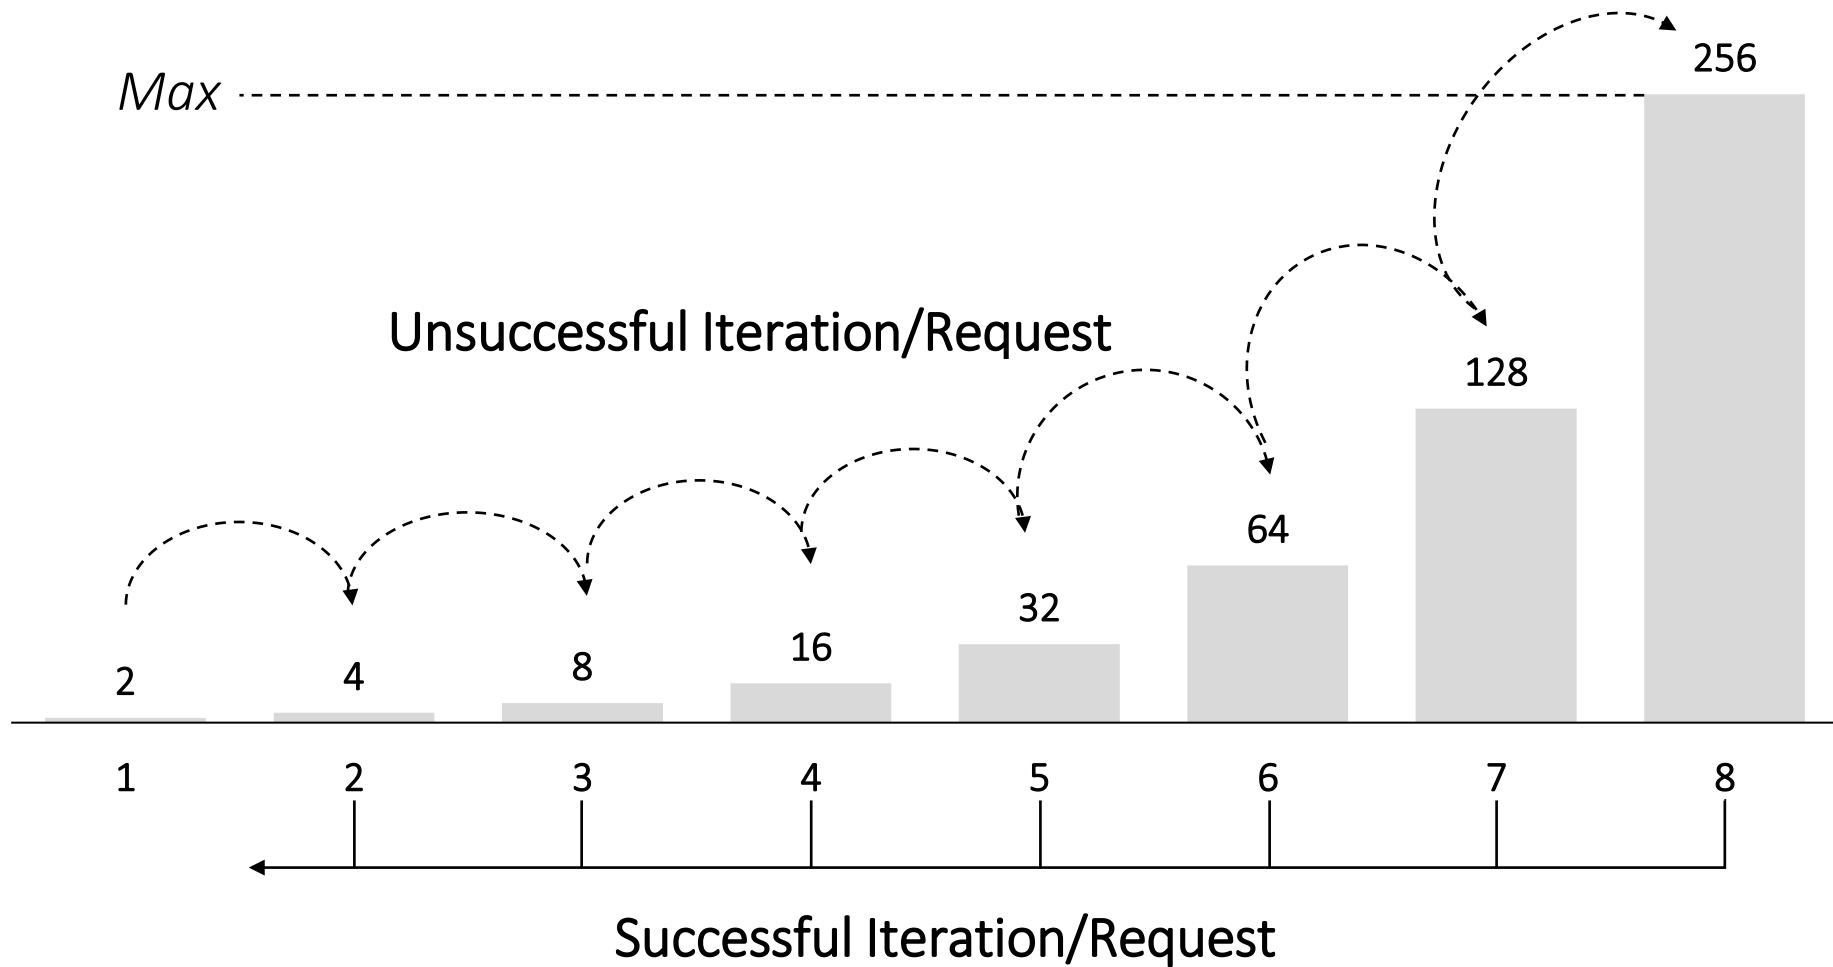 256
Max
Unsuccessful Iteration/Request
128
64
32
16
8
4
2
1 2 3 4 5 6 7 8
Successful Iteration/Request